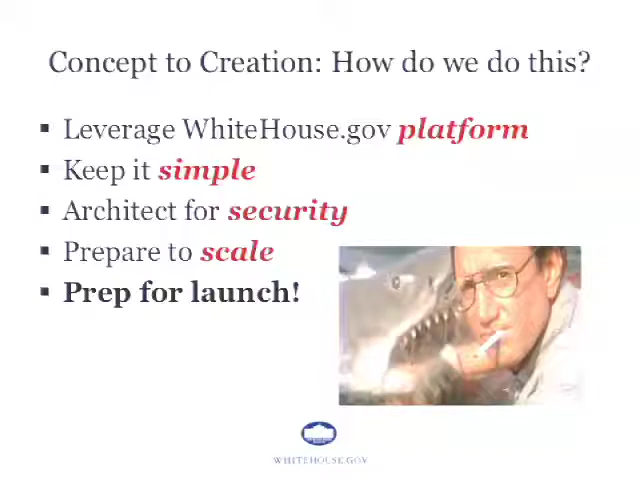 Concept to Creation: How do we do this?
▪ Leverage WhiteHouse.gov platform
▪ Keep it simple
▪ Architect for security
▪ Prepare to scale
▪ Prep for launch!
WHITEHOUSE.GOV